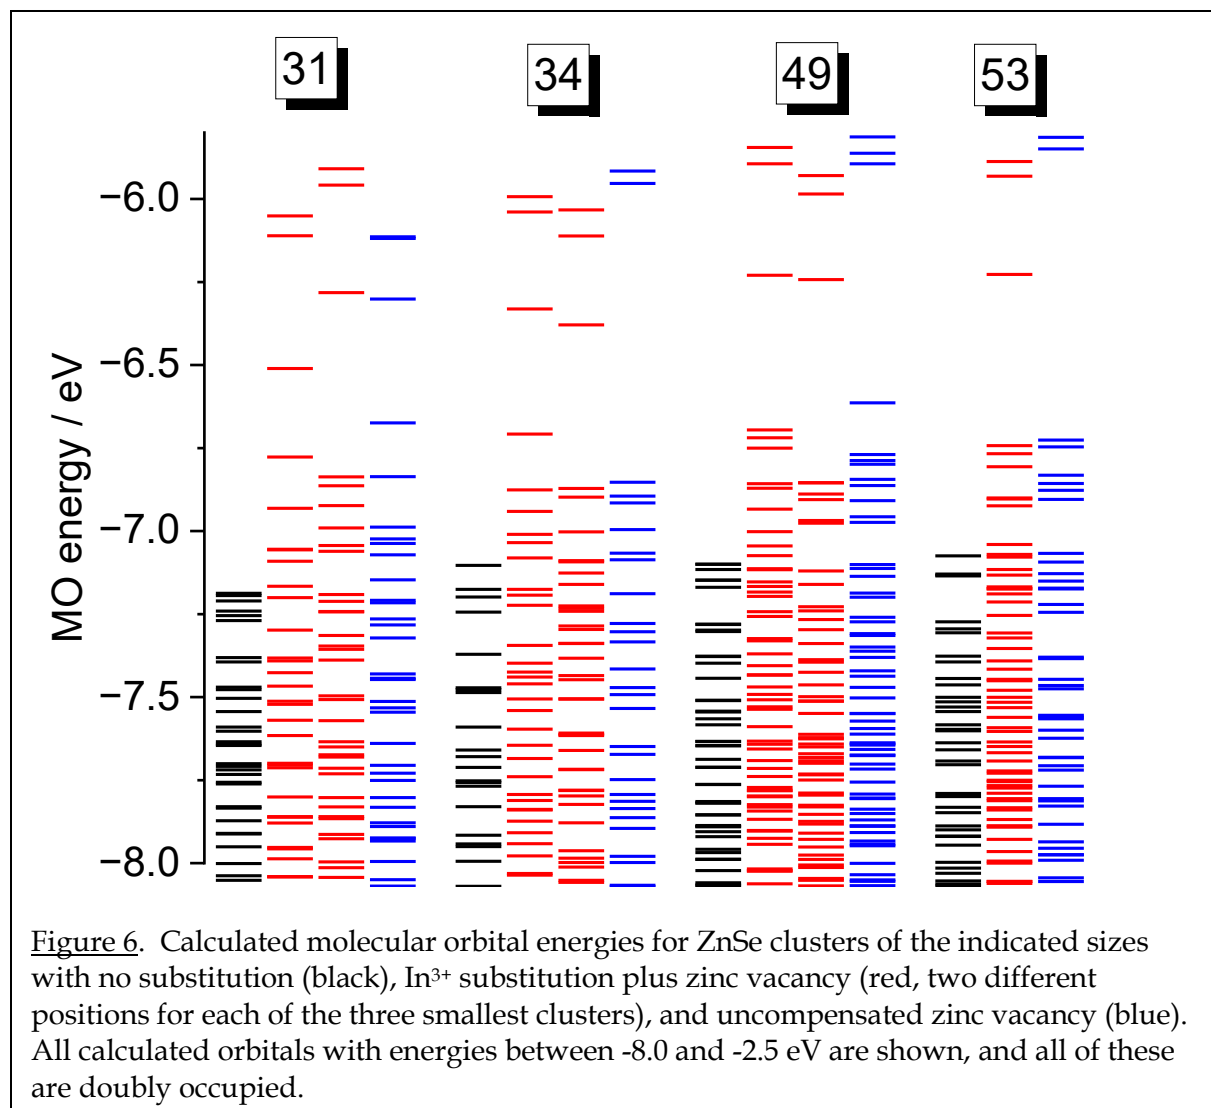 31 34 49 53
−6.0
−6.5
−7.0
−7.5
−8.0
MO energy / eV
Figure 6. Calculated molecular orbital energies for ZnSe clusters of the indicated sizes
with no substitution (black), In³⁺ substitution plus zinc vacancy (red, two different
positions for each of the three smallest clusters), and uncompensated zinc vacancy (blue).
All calculated orbitals with energies between -8.0 and -2.5 eV are shown, and all of these
are doubly occupied.